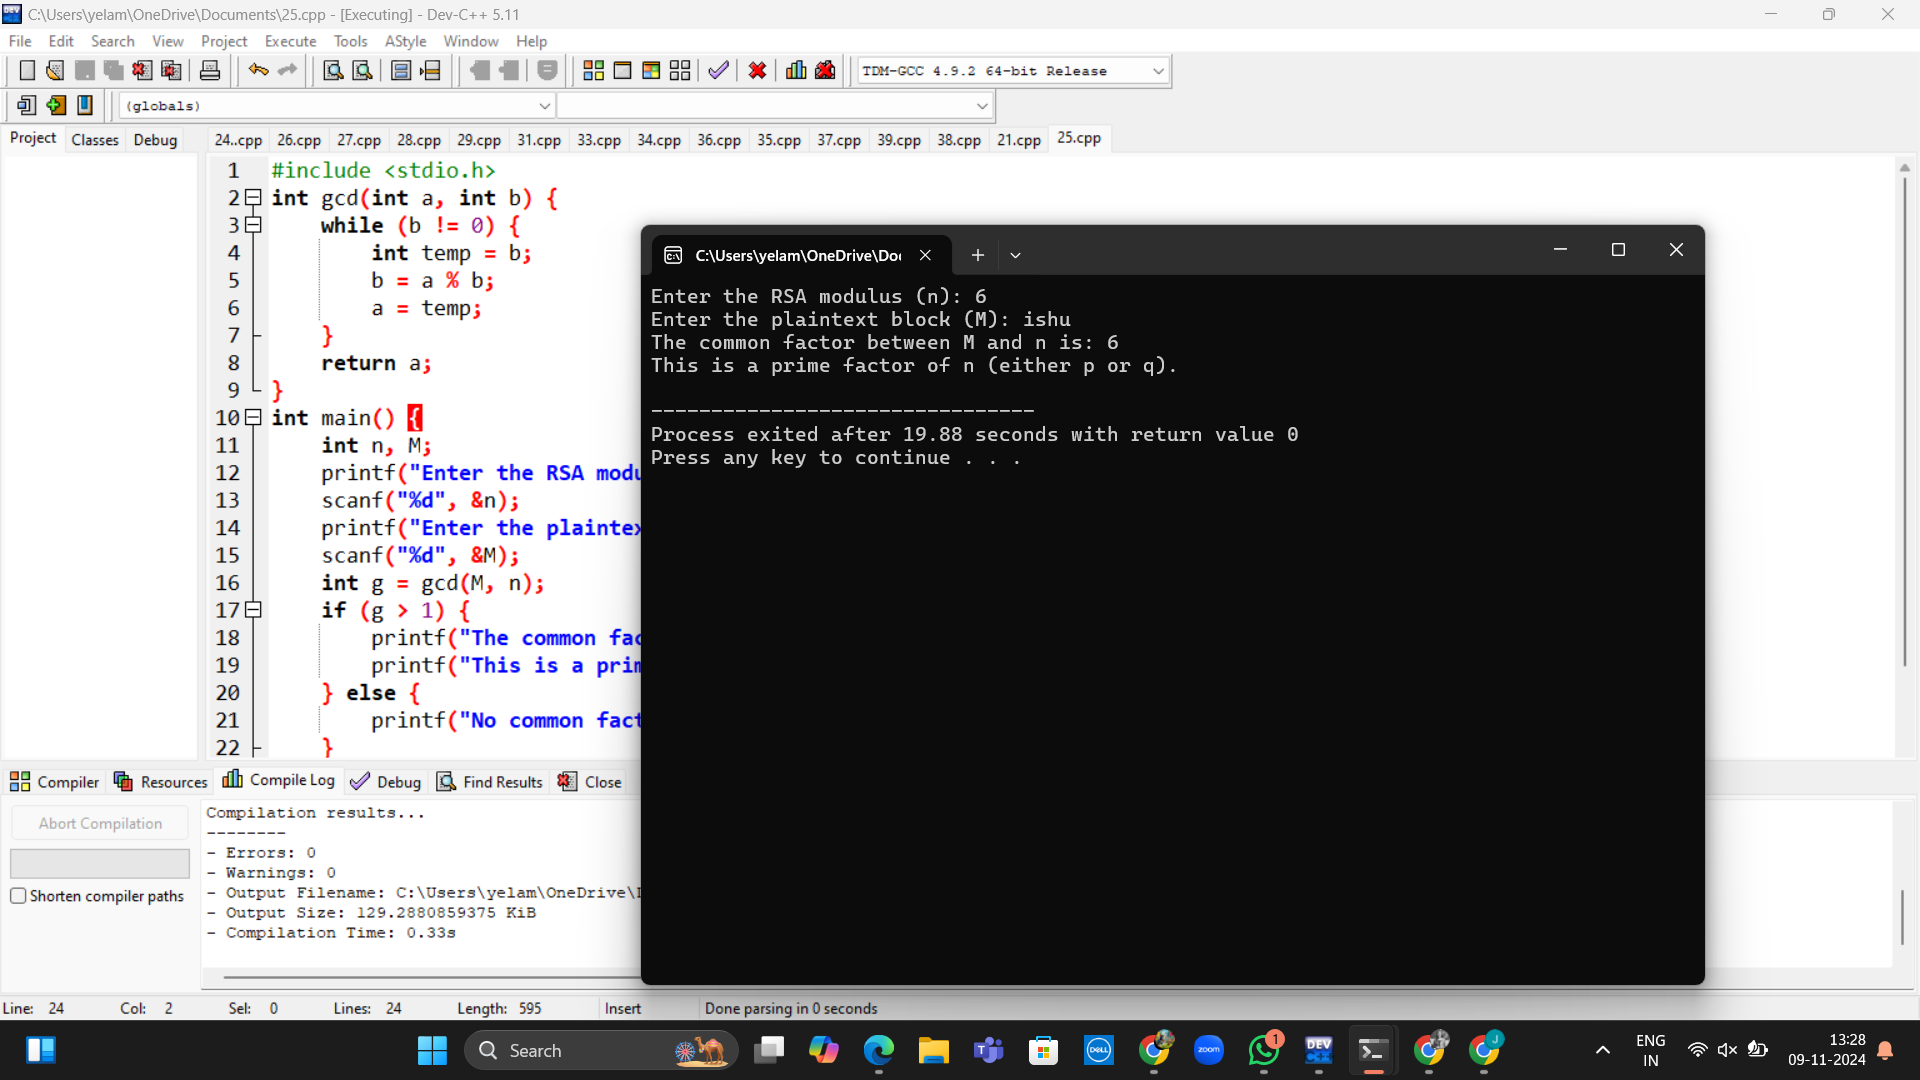 C:\Users\yelam\OneDrive\Documents\25.cpp - [Executing] - Dev-C++ 5.11
File Edit Search View Project Execute Tools AStyle Window Help
TDM-GCC 4.9.2 64-bit Release
(globals)
Project Classes Debug
24..cpp 26.cpp 27.cpp 28.cpp 29.cpp 31.cpp 33.cpp 34.cpp 36.cpp 35.cpp 37.cpp 39.cpp 38.cpp 21.cpp 25.cpp
1 #include <stdio.h>
2 int gcd(int a, int b) {
3 while (b != 0) {
4 int temp = b;
5 b = a % b;
6 a = temp;
7 }
8 return a;
9 }
10 int main() {
11 int n, M;
12 printf("Enter the RSA modu
13 scanf("%d", &n);
14 printf("Enter the plaintex
15 scanf("%d", &M);
16 int g = gcd(M, n);
17 if (g > 1) {
18 printf("The common fac
19 printf("This is a prim
20 } else {
21 printf("No common fact
22 }
C:\Users\yelam\OneDrive\Doc
Enter the RSA modulus (n): 6
Enter the plaintext block (M): ishu
The common factor between M and n is: 6
This is a prime factor of n (either p or q).
--------------------------------
Process exited after 19.88 seconds with return value 0
Press any key to continue . . .
Compiler Resources Compile Log Debug Find Results Close
Abort Compilation
Shorten compiler paths
Compilation results...
--------
- Errors: 0
- Warnings: 0
- Output Filename: C:\Users\yelam\OneDrive\
- Output Size: 129.2880859375 KiB
- Compilation Time: 0.33s
Line: 24 Col: 2 Sel: 0 Lines: 24 Length: 595 Insert Done parsing in 0 seconds
Search
DELL
zoom
1
DEV
J
ENG
IN
13:28
09-11-2024